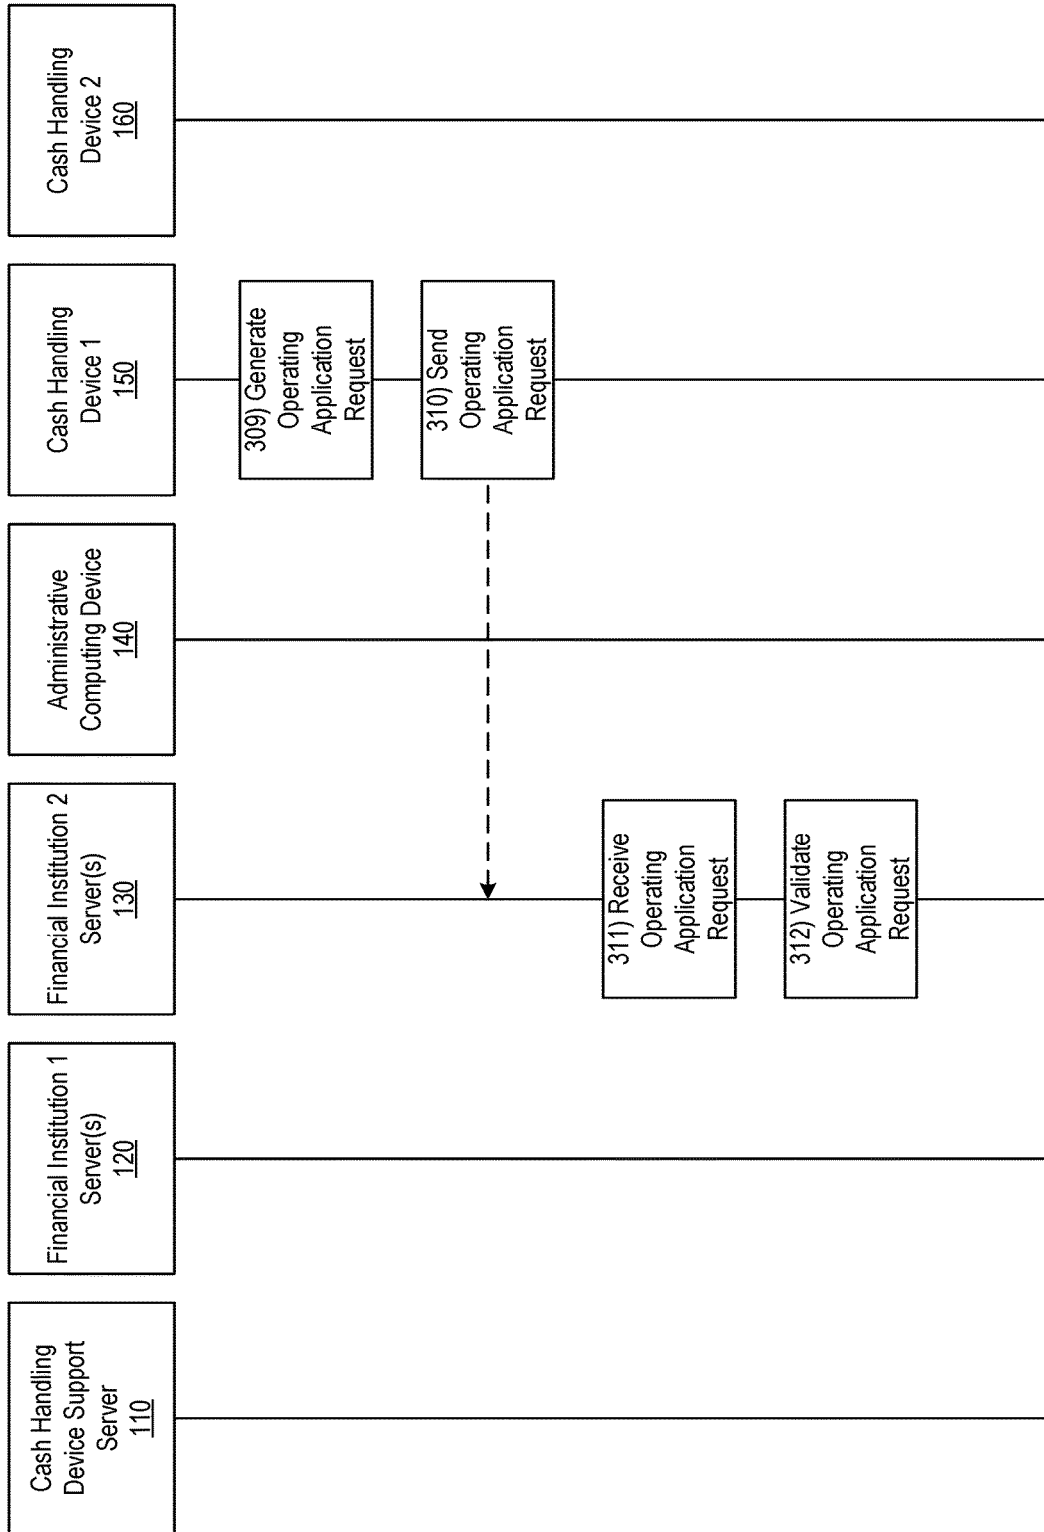 Cash Handling
Device Support
Server
110
Financial Institution 1
Server(s)
120
Financial Institution 2
Server(s)
130
Administrative
Computing Device
140
Cash Handling
Device 1
150
Cash Handling
Device 2
160
309) Generate
Operating
Application
Request
310) Send
Operating
Application
Request
311) Receive
Operating
Application
Request
312) Validate
Operating
Application
Request